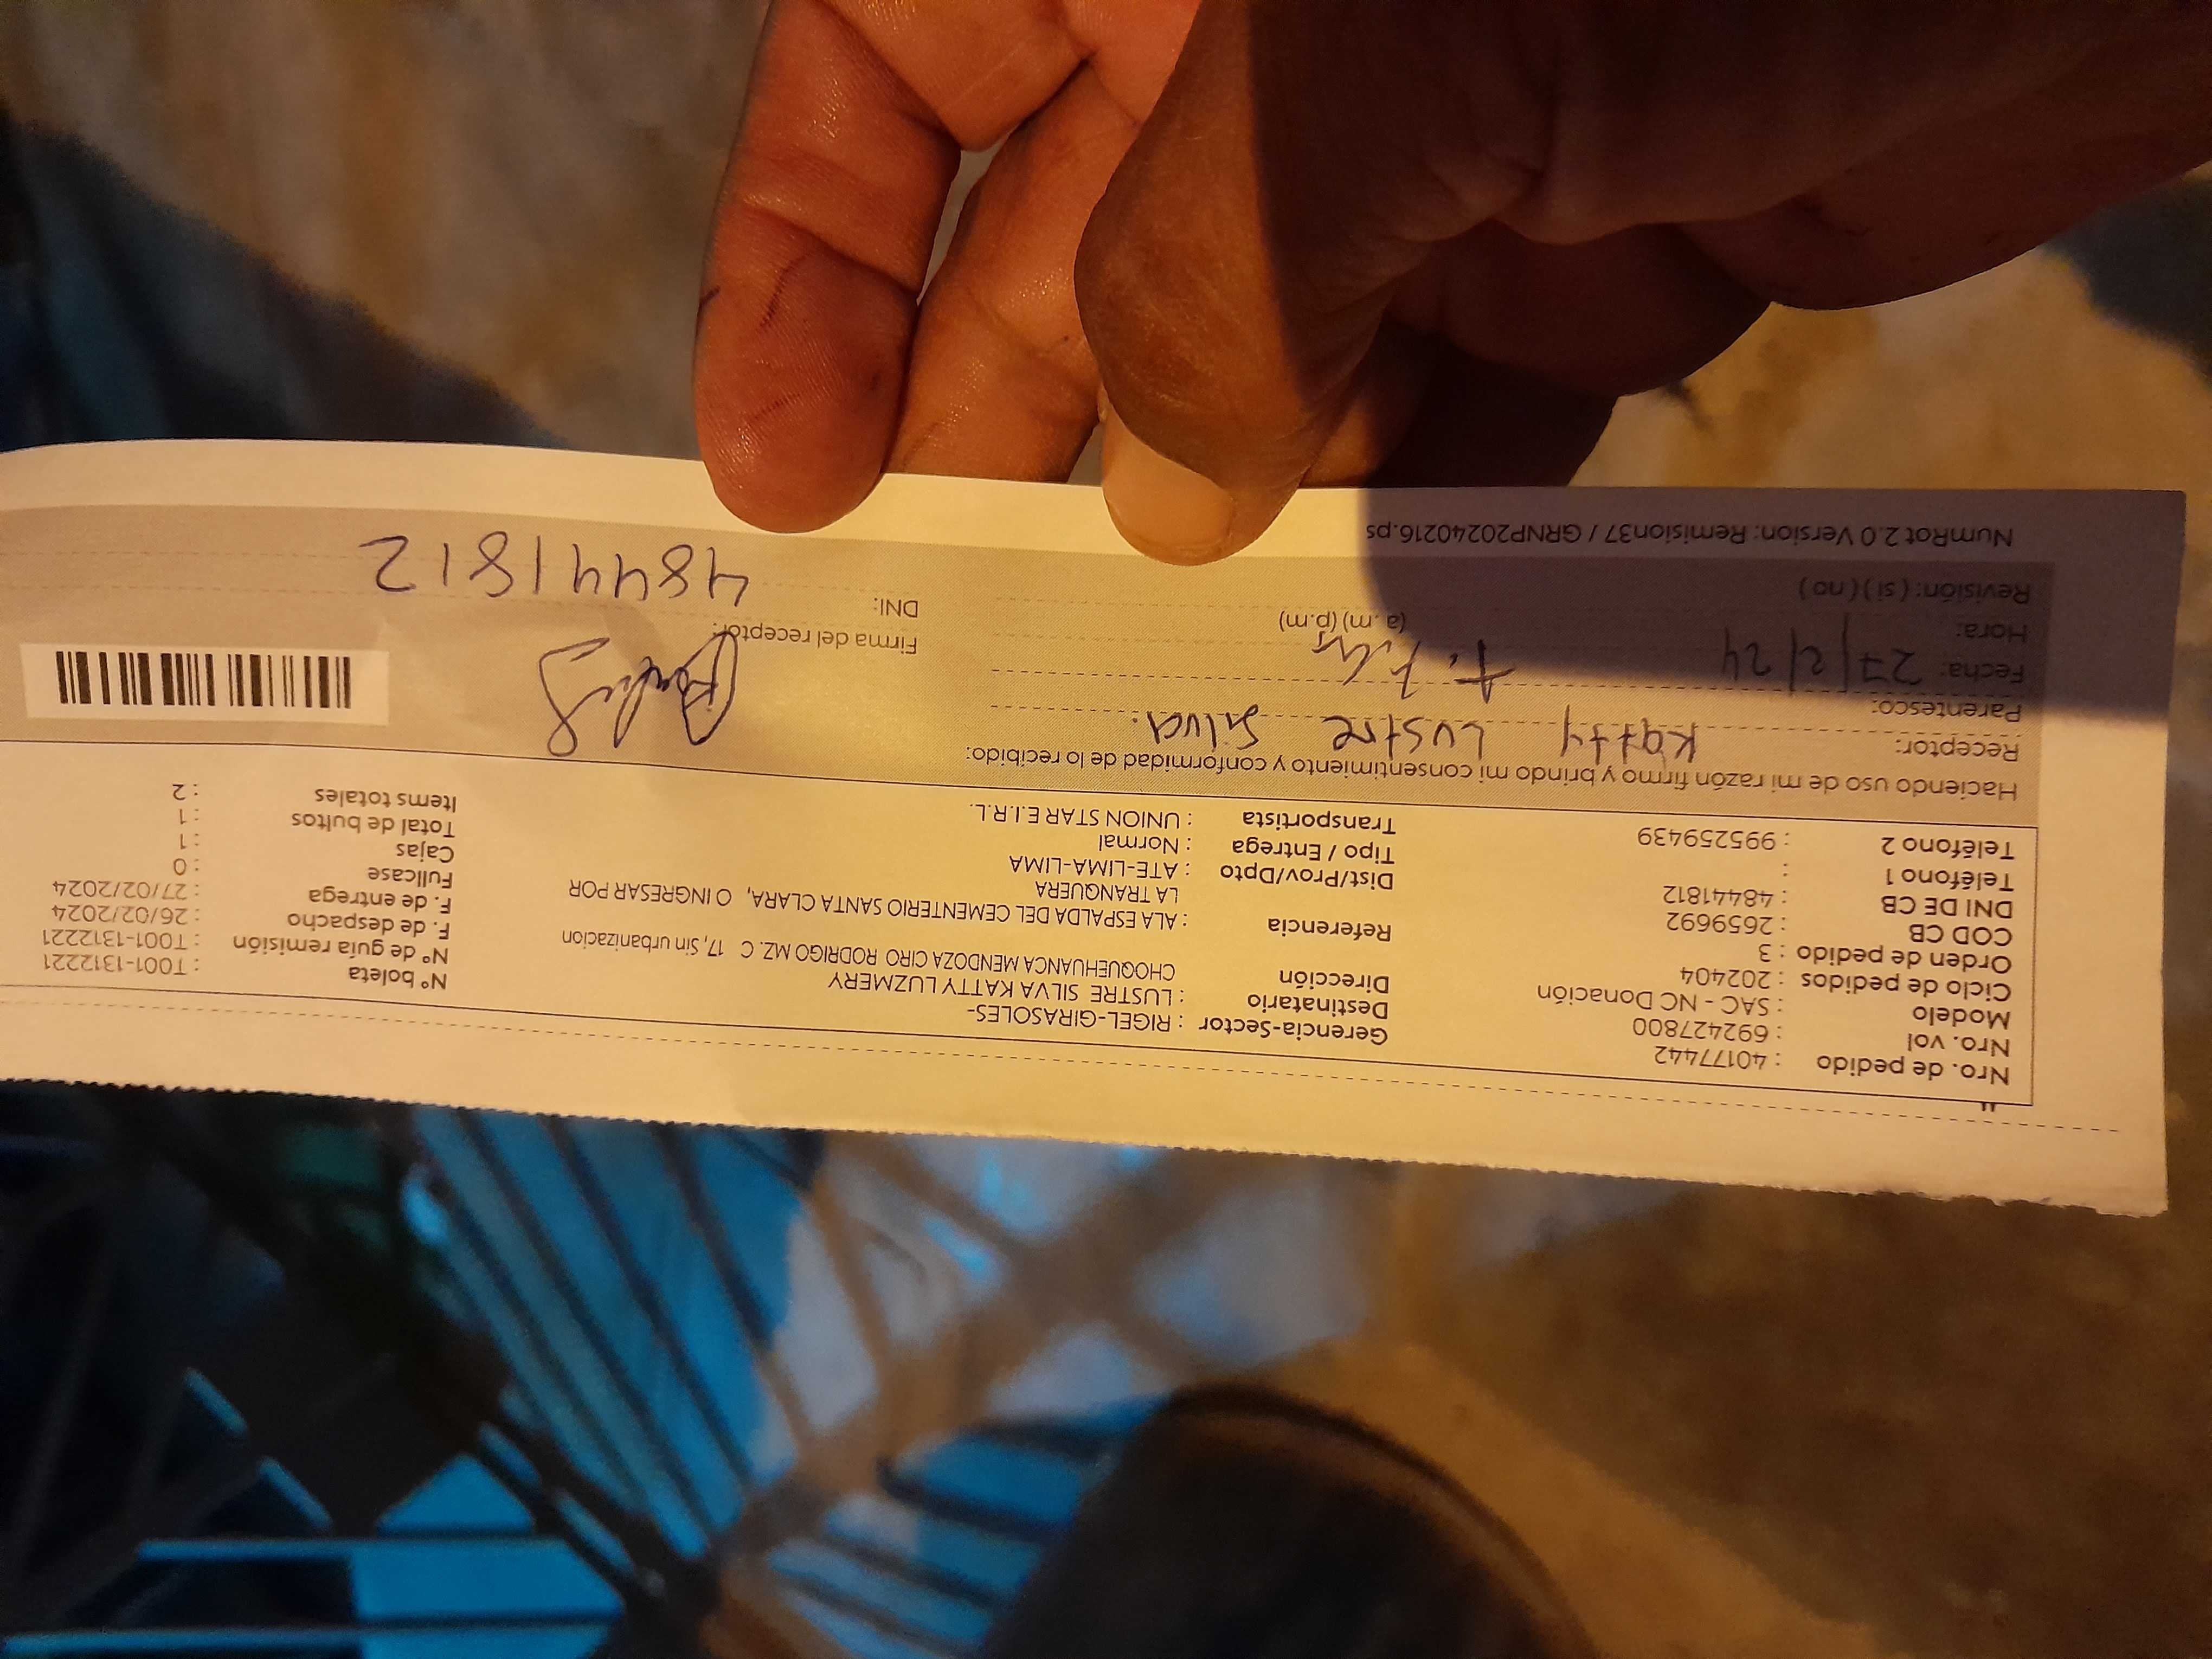 Nro. de pedido : 40177442
Nro. vol : 692427800
Modelo : SAC - NC Donación
Ciclo de pedidos : 202404
Orden de pedido : 3
COD CB : 2659692
DNI DE CB : 48441812
Teléfono 1 :
Teléfono 2 : 995259439
Gerencia-Sector : RIGEL-GIRASOLES-
Destinatario : LUSTRE SILVA KATTY LUZMERY
Dirección CHOQUEHUANCA MENDOZA CIRO RODRIGO MZ. C 17, Sin urbanizacion
Referencia : ALA ESPALDA DEL CEMENTERIO SANTA CLARA, O INGRESAR POR
LA TRANQUERA
Dist/Prov/Dpto : ATE-LIMA-LIMA
Tipo / Entrega : Normal
Transportista : UNION STAR E.I.R.L.
N° boleta : T001-1312221
N° de guía remisión : T001-1312221
F. de despacho : 26/02/2024
F. de entrega : 27/02/2024
Fullcase : 0
Cajas : 1
Total de bultos : 1
Items totales : 2
Haciendo uso de mi razón firmo y brindo mi consentimiento y conformidad de lo recibido:
Receptor: Katty Lustre Silva.
Parentesco:
Fecha: 27/2/24
Hora: (a .m) (p.m)
Revisión: ( si ) ( no )
Firma del receptor:
DNI: 48441812
NumRot 2.0 Version: Remision37 / GRNP20240216.ps